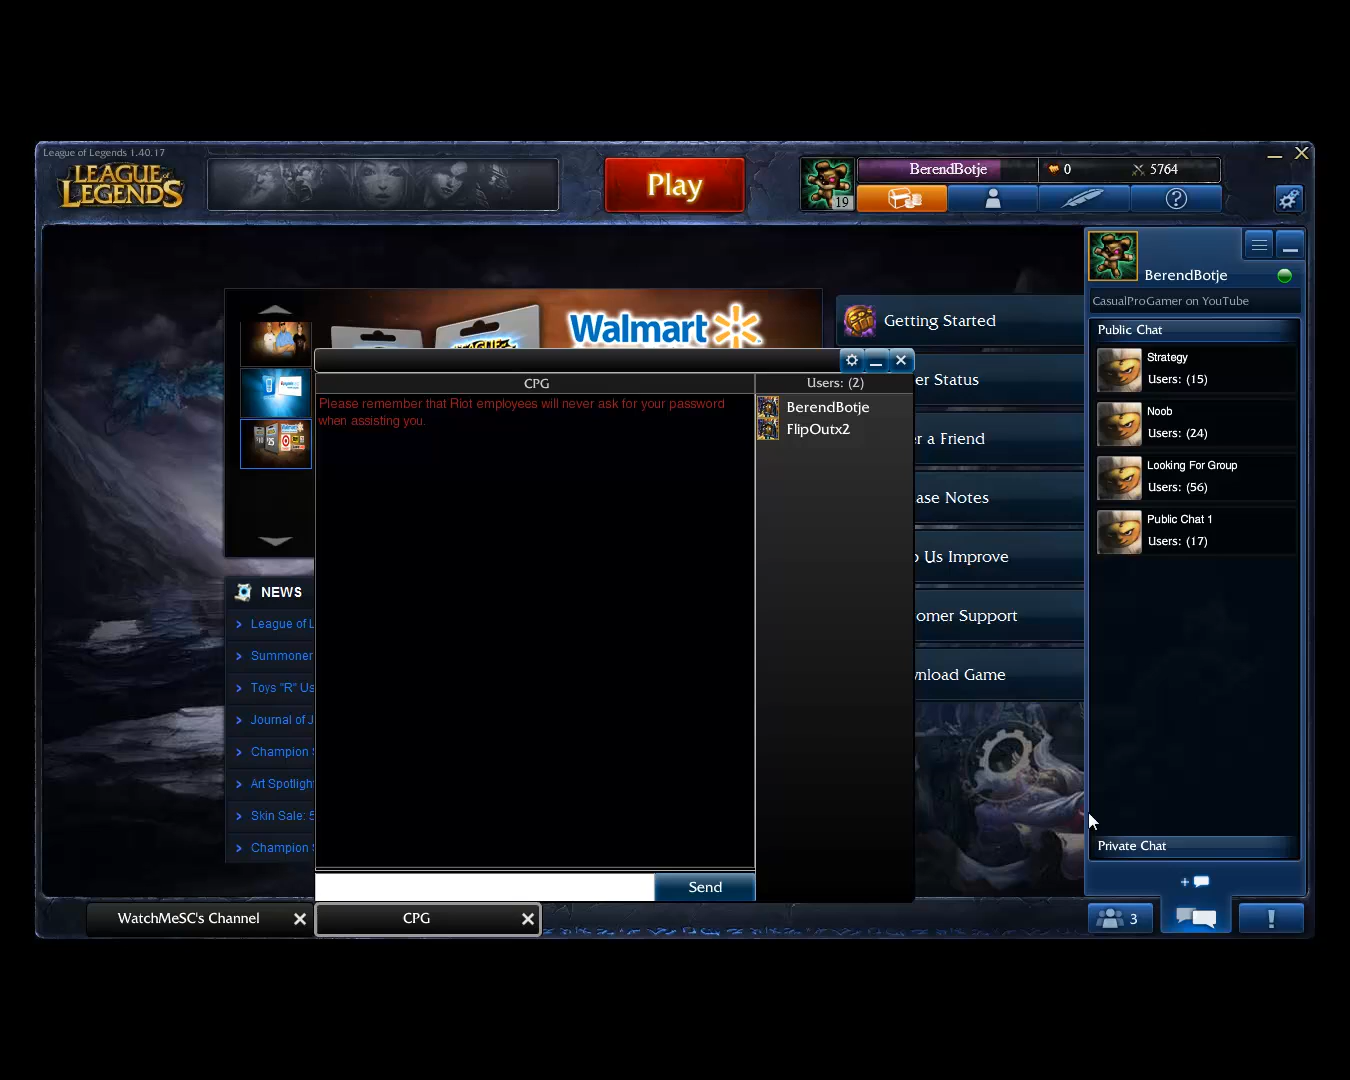 League of Legends 1.40.17
LEAGUE of
LEGENDS
Play
19
BerendBotje
0
5764
BerendBotje
CasualProGamer on YouTube
Public Chat
Strategy
Users: (15)
Noob
Users: (24)
Looking For Group
Users: (56)
Public Chat 1
Users: (17)
Private Chat
3
Walmart
Getting Started
er Status
er a Friend
ase Notes
Us Improve
omer Support
nload Game
CPG
Users: (2)
Please remember that Riot employees will never ask for your password
when assisting you.
BerendBotje
FlipOutx2
Send
NEWS
League of L
Summoner
Toys "R" Us
Journal of J
Champion S
Art Spotligh
Skin Sale: 5
Champion S
WatchMeSC's Channel
CPG